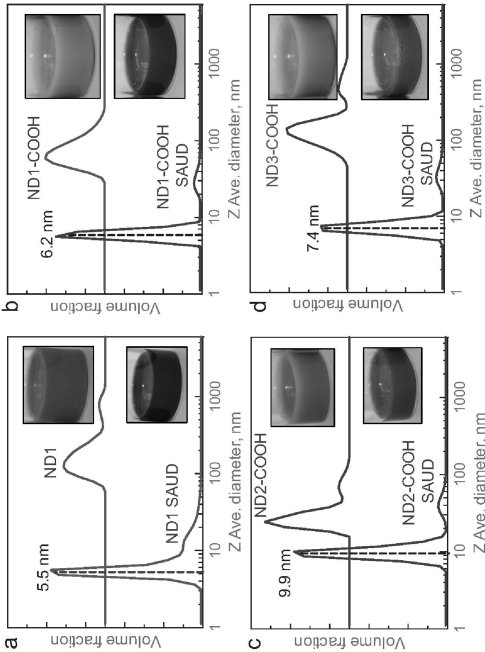 a
Volume fraction
5.5 nm
ND1
ND1 SAUD
1
10
100
1000
Z Ave. diameter, nm
b
Volume fraction
6.2 nm
ND1-COOH
ND1-COOH
SAUD
1
10
100
1000
Z Ave. diameter, nm
c
Volume fraction
9.9 nm
ND2-COOH
ND2-COOH
SAUD
1
10
100
1000
Z Ave. diameter, nm
d
Volume fraction
7.4 nm
ND3-COOH
ND3-COOH
SAUD
1
10
100
1000
Z Ave. diameter, nm